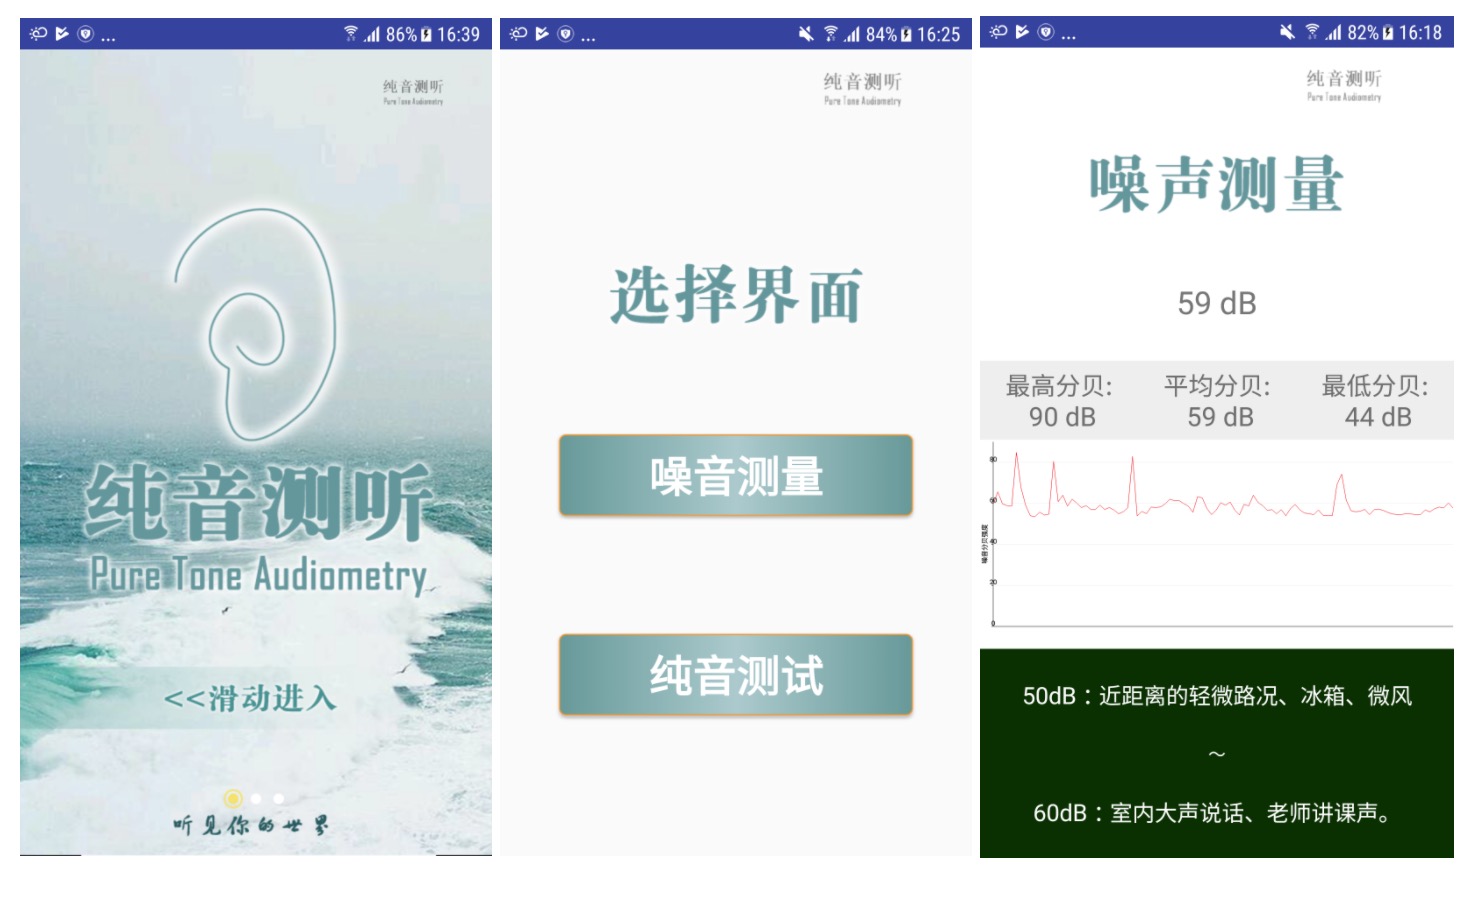 ... 86% 16:39
纯音测听
Pure Tone Audiometry
纯音测听
Pure Tone Audiometry
<<滑动进入
听见你的世界
... 84% 16:25
纯音测听
Pure Tone Audiometry
选择界面
噪音测量
纯音测试
... 82% 16:18
纯音测听
Pure Tone Audiometry
噪声测量
59 dB
最高分贝: 平均分贝: 最低分贝:
90 dB 59 dB 44 dB
80
60
40
20
0
噪音分贝强度
50dB：近距离的轻微路况、冰箱、微风
～
60dB：室内大声说话、老师讲课声。